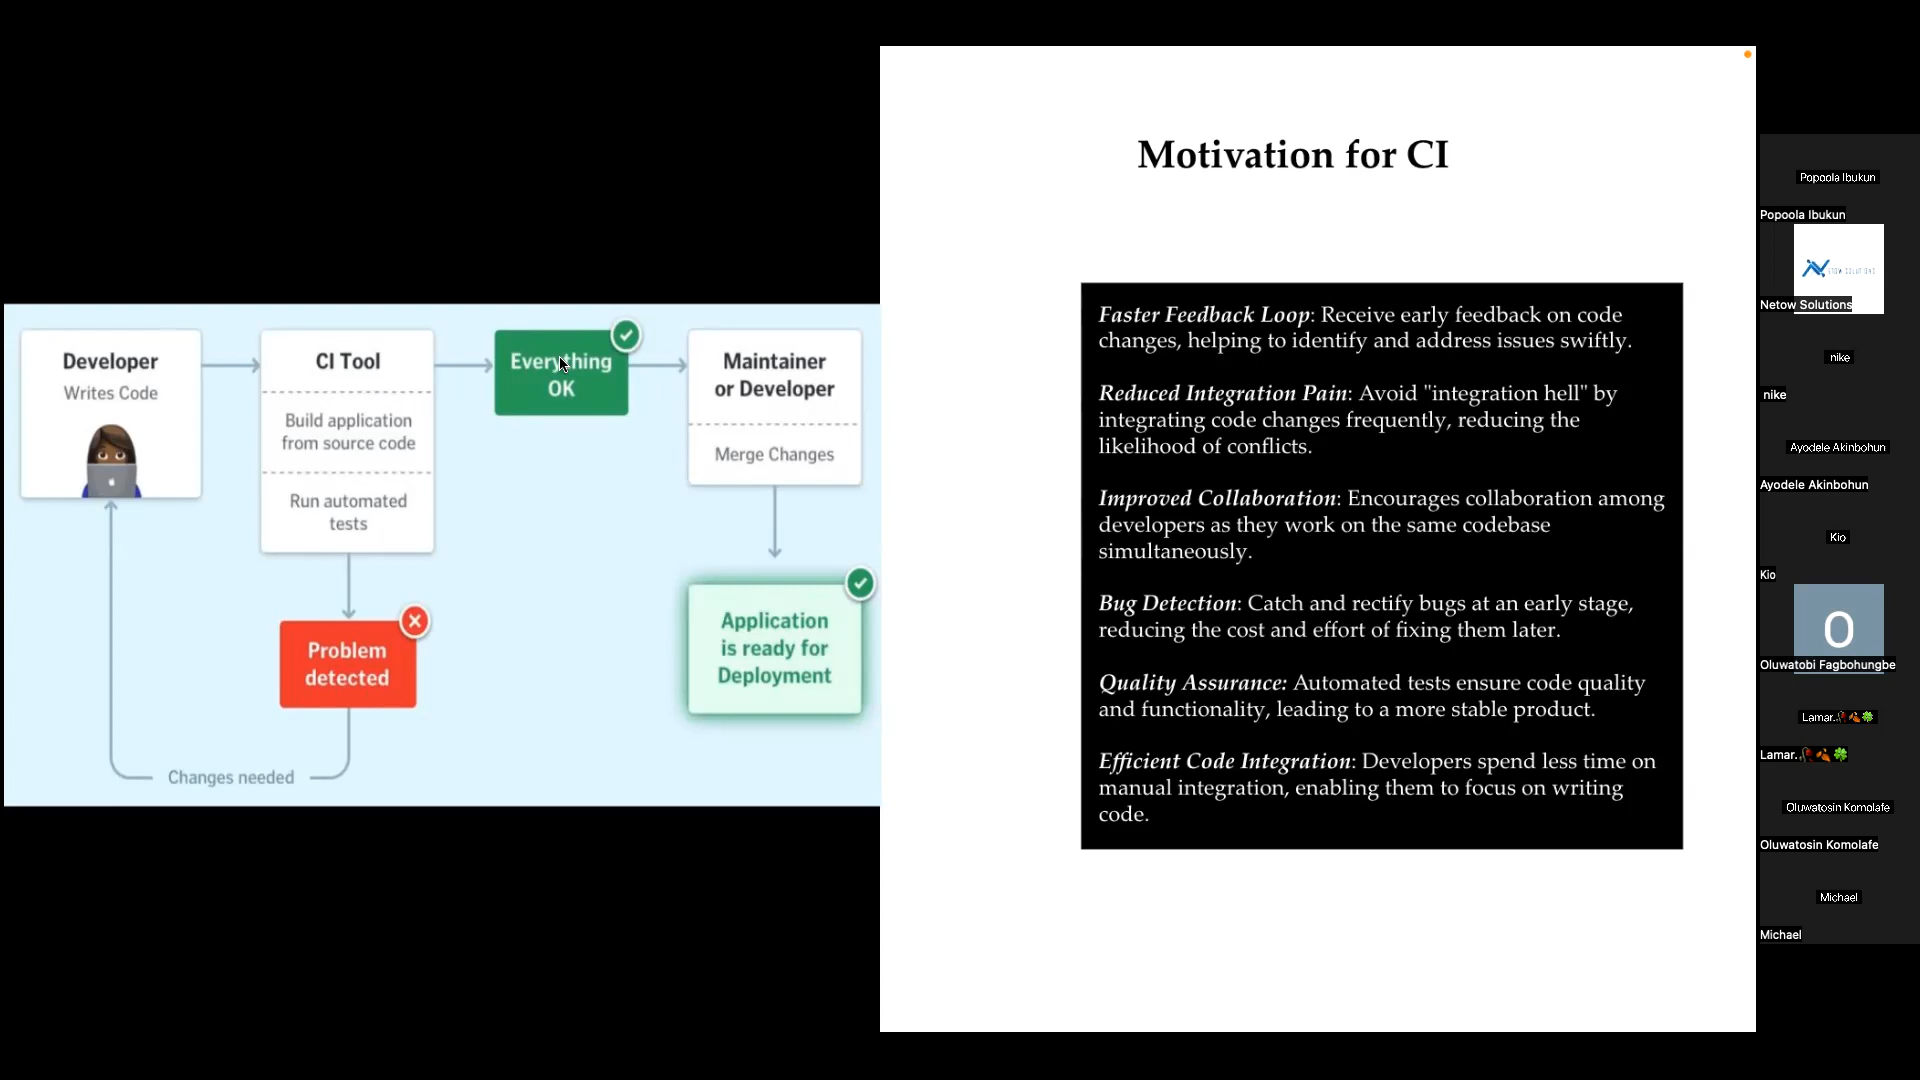 Motivation for CI
Developer
Writes Code
CI Tool
Build application
from source code
Run automated
tests
Everything
OK
Maintainer
or Developer
Merge Changes
Problem
detected
Application
is ready for
Deployment
Changes needed
Faster Feedback Loop: Receive early feedback on code
changes, helping to identify and address issues swiftly.
Reduced Integration Pain: Avoid "integration hell" by
integrating code changes frequently, reducing the
likelihood of conflicts.
Improved Collaboration: Encourages collaboration among
developers as they work on the same codebase
simultaneously.
Bug Detection: Catch and rectify bugs at an early stage,
reducing the cost and effort of fixing them later.
Quality Assurance: Automated tests ensure code quality
and functionality, leading to a more stable product.
Efficient Code Integration: Developers spend less time on
manual integration, enabling them to focus on writing
code.
Popoola Ibukun
Popoola Ibukun
Netow Solutions
nike
nike
Ayodele Akinbohun
Ayodele Akinbohun
Kio
Kio
O
Oluwatobi Fagbohungbe
Lamar..🥀🍂🍀
Lamar..🥀🍂🍀
Oluwatosin Komolafe
Oluwatosin Komolafe
Michael
Michael